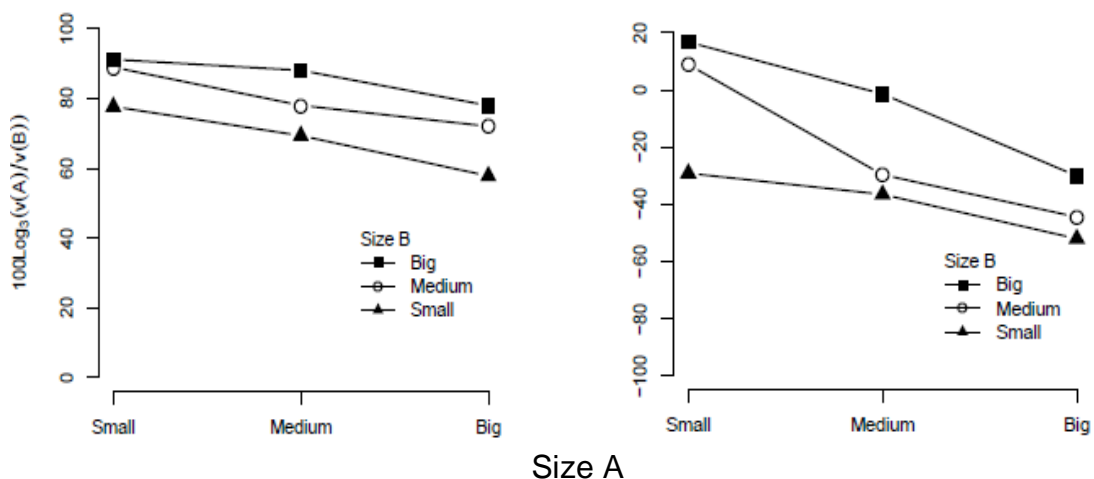 100Log₃(v(A)/v(B))
100
80
60
40
20
0
Size B
Big
Medium
Small
Small Medium Big
20
0
−20
−40
−60
−80
−100
Size B
Big
Medium
Small
Small Medium Big
Size A